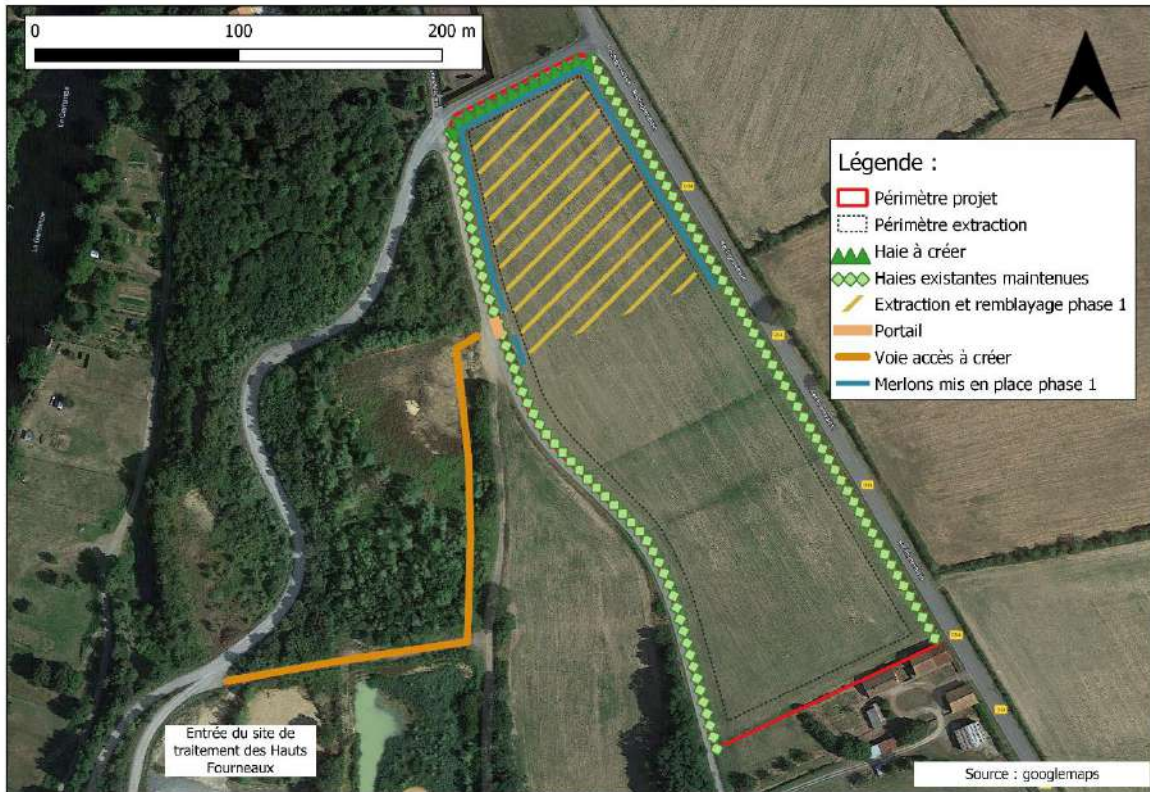 0 100 200 m
Légende :
Périmètre projet
Périmètre extraction
Haie à créer
Haies existantes maintenues
Extraction et remblayage phase 1
Portail
Voie accès à créer
Merlons mis en place phase 1
Entrée du site de
traitement des Hauts
Fourneaux
Source : googlemaps